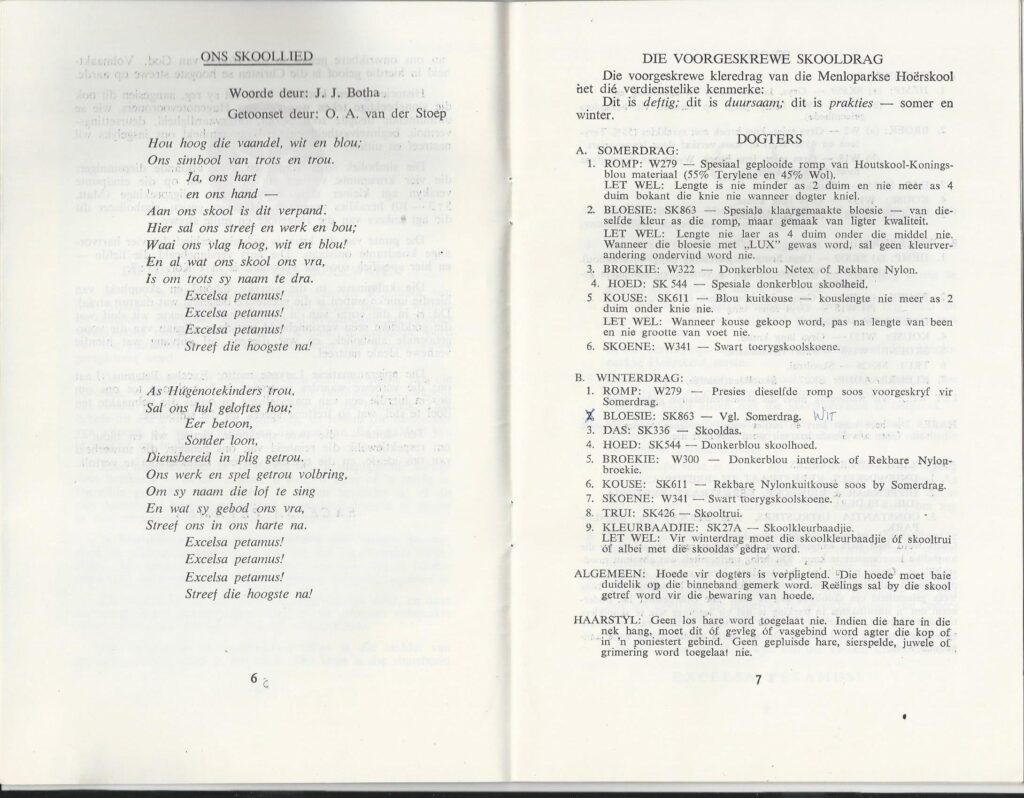 ONS SKOOLLIED
Woorde deur: J. J. Botha
Getoonset deur: O. A. van der Stoep
Hou hoog die vaandel, wit en blou;
Ons simbool van trots en trou.
Ja, ons hart
en ons hand —
Aan ons skool is dit verpand.
Hier sal ons streef en werk en bou;
Waai ons vlag hoog, wit en blou!
En al wat ons skool ons vra,
Is om trots sy naam te dra.
Excelsa petamus!
Excelsa petamus!
Excelsa petamus!
Streef die hoogste na!
As Hugenotekinders trou,
Sal ons hul geloftes hou;
Eer betoon,
Sonder loon,
Diensbereid in plig getrou.
Ons werk en spel getrou volbring,
Om sy naam die lof te sing
En wat sy gebod ons vra,
Streef ons in ons harte na.
Excelsa petamus!
Excelsa petamus!
Excelsa petamus!
Streef die hoogste na!
6
DIE VOORGESKREWE SKOOLDRAG
Die voorgeskrewe kleredrag van die Menloparkse Hoërskool
het dié verdienstelike kenmerke:
Dit is deftig; dit is duursaam; dit is prakties — somer en
winter.
DOGTERS
A. SOMERDRAG:
1. ROMP: W279 — Spesiaal geplooide romp van Houtskool-Konings-
blou materiaal (55% Terylene en 45% Wol).
LET WEL: Lengte is nie minder as 2 duim en nie meer as 4
duim bokant die knie nie wanneer dogter kniel.
2. BLOESIE: SK863 — Spesiale klaargemaakte bloesie — van die-
selfde kleur as die romp, maar gemaak van ligter kwaliteit.
LET WEL: Lengte nie laer as 4 duim onder die middel nie.
Wanneer die bloesie met „LUX” gewas word, sal geen kleurver-
andering ondervind word nie.
3. BROEKIE: W322 — Donkerblou Netex of Rekbare Nylon.
4. HOED: SK 544 — Spesiale donkerblou skoolheid.
5 KOUSE: SK611 — Blou kuitkouse — kouslengte nie meer as 2
duim onder knie nie.
LET WEL: Wanneer kouse gekoop word, pas na lengte van been
en nie grootte van voet nie.
6. SKOENE: W341 — Swart toerygskoolskoene.
B. WINTERDRAG:
1. ROMP: W279 — Presies dieselfde romp soos voorgeskryf vir
Somerdrag.
BLOESIE: SK863 — Vgl. Somerdrag. WIT
3. DAS: SK336 — Skooldas.
4. HOED: SK544 — Donkerblou skoolhoed.
5. BROEKIE: W300 — Donkerblou interlock of Rekbare Nylon-
broekie.
6. KOUSE: SK611 — Rekbare Nylonkuitkouse soos by Somerdrag.
7. SKOENE: W341 — Swart toerygskoolskoene.
8. TRUI: SK426 — Skooltrui.
9. KLEURBAADJIE: SK27A — Skoolkleurbaadjie.
LET WEL: Vir winterdrag moet die skoolkleurbaadjie óf skooltrui
óf albei met die skooldas gedra word.
ALGEMEEN: Hoede vir dogters is verpligtend. Die hoede moet baie
duidelik op die binneband gemerk word. Reëlings sal by die skool
getref word vir die bewaring van hoede.
HAARSTYL: Geen los hare word toegelaat nie. Indien die hare in die
nek hang, moet dit óf gevleg óf vasgebind word agter die kop of
in 'n poniestert gebind. Geen gepluisde hare, sierspelde, juwele of
grimering word toegelaat nie.
7